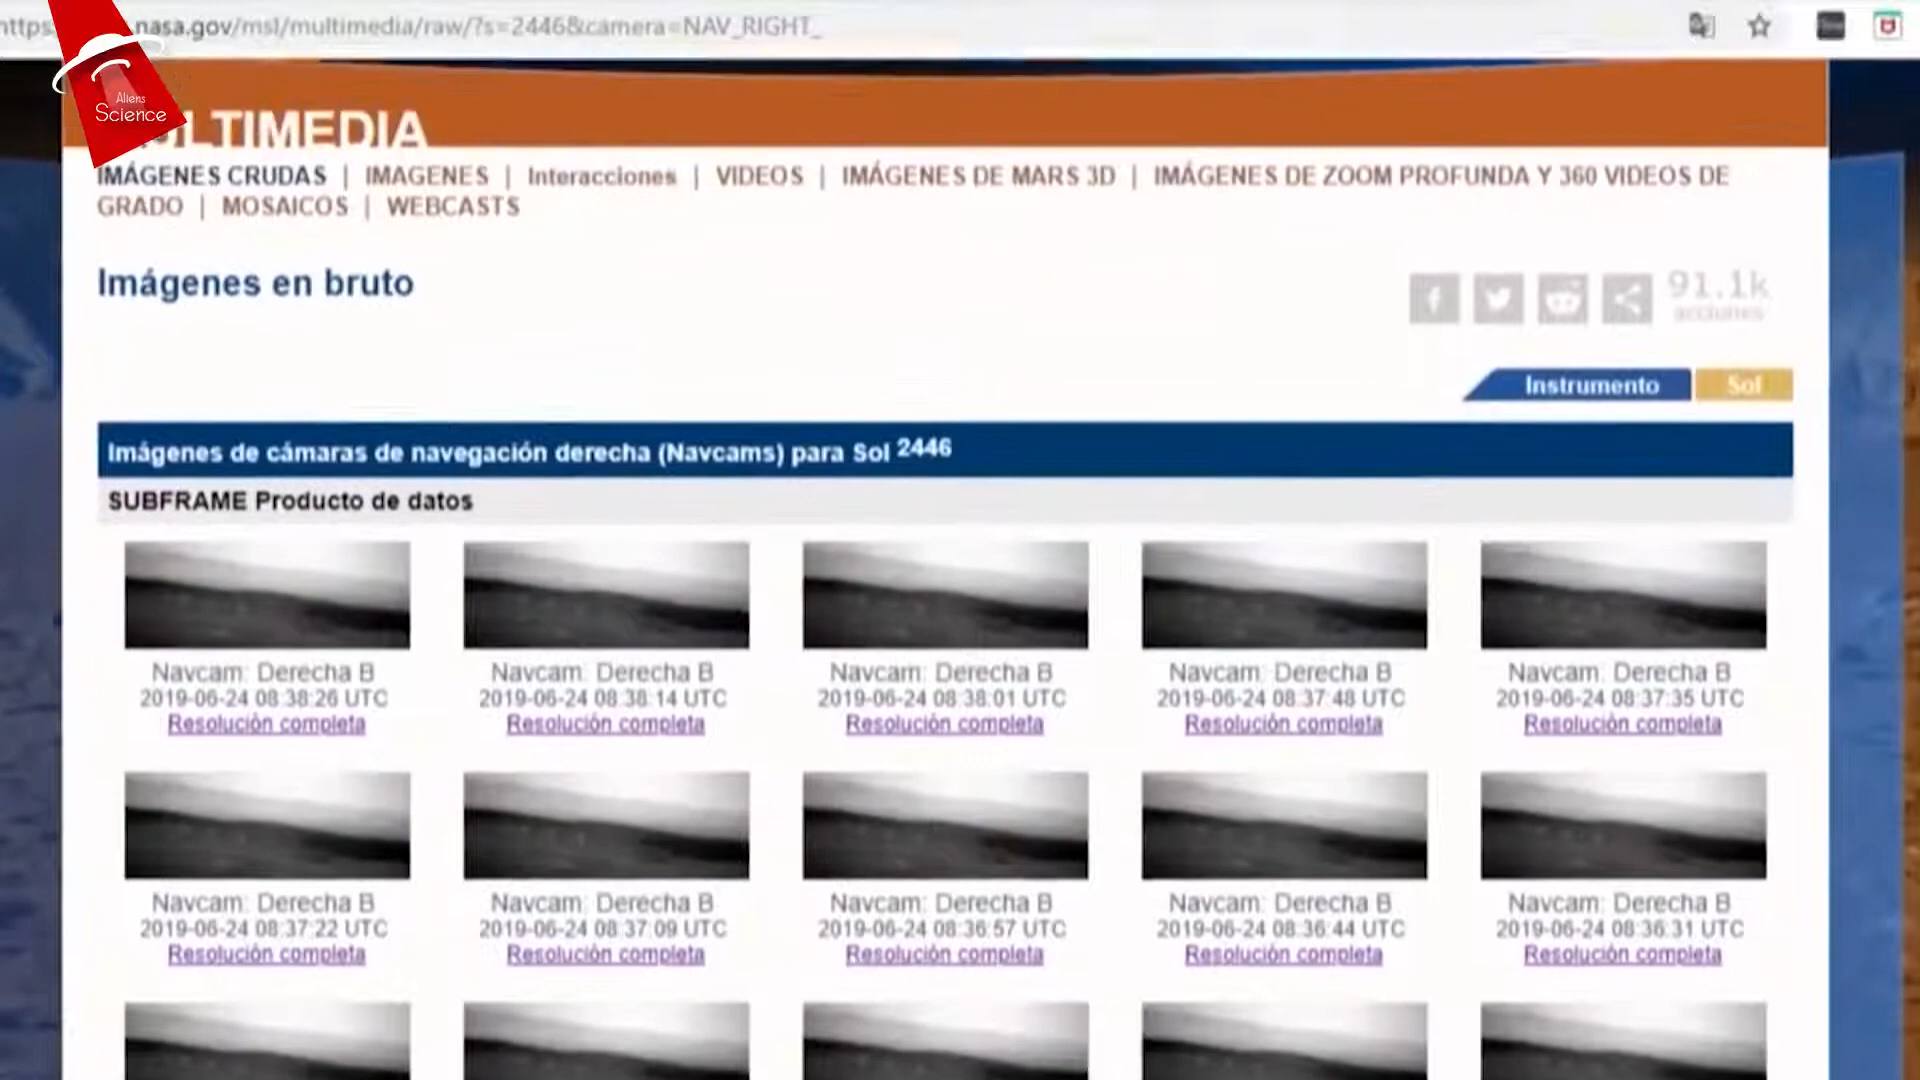 https
nasa.gov/msl/multimedia/raw/?s=2446&camera=NAV_RIGHT_
Aliens
Science
ULTIMEDIA
IMÁGENES CRUDAS | IMAGENES | Interacciones | VIDEOS | IMÁGENES DE MARS 3D | IMÁGENES DE ZOOM PROFUNDA Y 360 VIDEOS DE
GRADO | MOSAICOS | WEBCASTS
Imágenes en bruto
91.1k
acciones
Instrumento Sol
Imágenes de cámaras de navegación derecha (Navcams) para Sol 2446
SUBFRAME Producto de datos
Navcam: Derecha B Navcam: Derecha B Navcam: Derecha B Navcam: Derecha B Navcam: Derecha B
2019-06-24 08:38:26 UTC 2019-06-24 08:38:14 UTC 2019-06-24 08:38:01 UTC 2019-06-24 08:37:48 UTC 2019-06-24 08:37:35 UTC
Resolución completa Resolución completa Resolución completa Resolución completa Resolución completa
Navcam: Derecha B Navcam: Derecha B Navcam: Derecha B Navcam: Derecha B Navcam: Derecha B
2019-06-24 08:37:22 UTC 2019-06-24 08:37:09 UTC 2019-06-24 08:36:57 UTC 2019-06-24 08:36:44 UTC 2019-06-24 08:36:31 UTC
Resolución completa Resolución completa Resolución completa Resolución completa Resolución completa